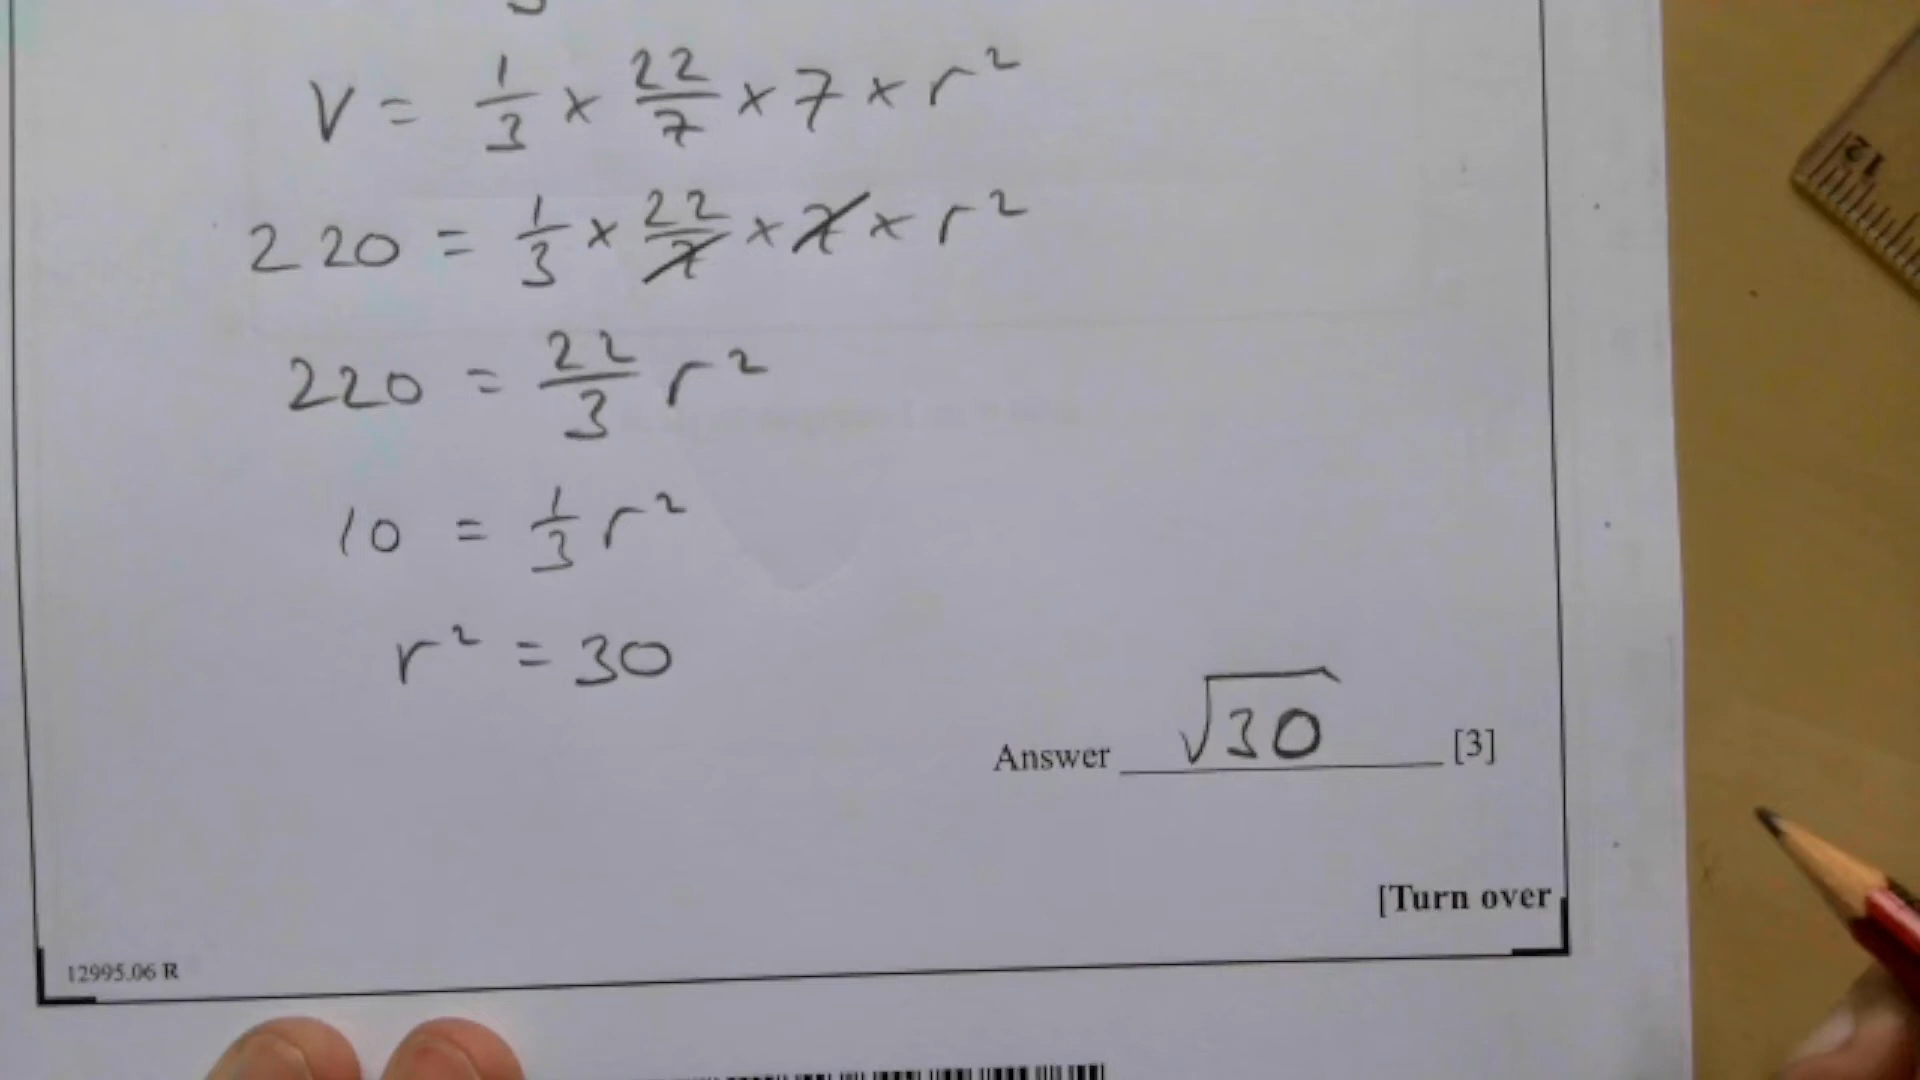 V = 1/3 × 22/7 × 7 × r²
220 = 1/3 × 22/7 × 7 × r²
220 = 22/3 r²
10 = 1/3 r²
r² = 30
Answer √30 [3]
[Turn over
12995.06 R
12